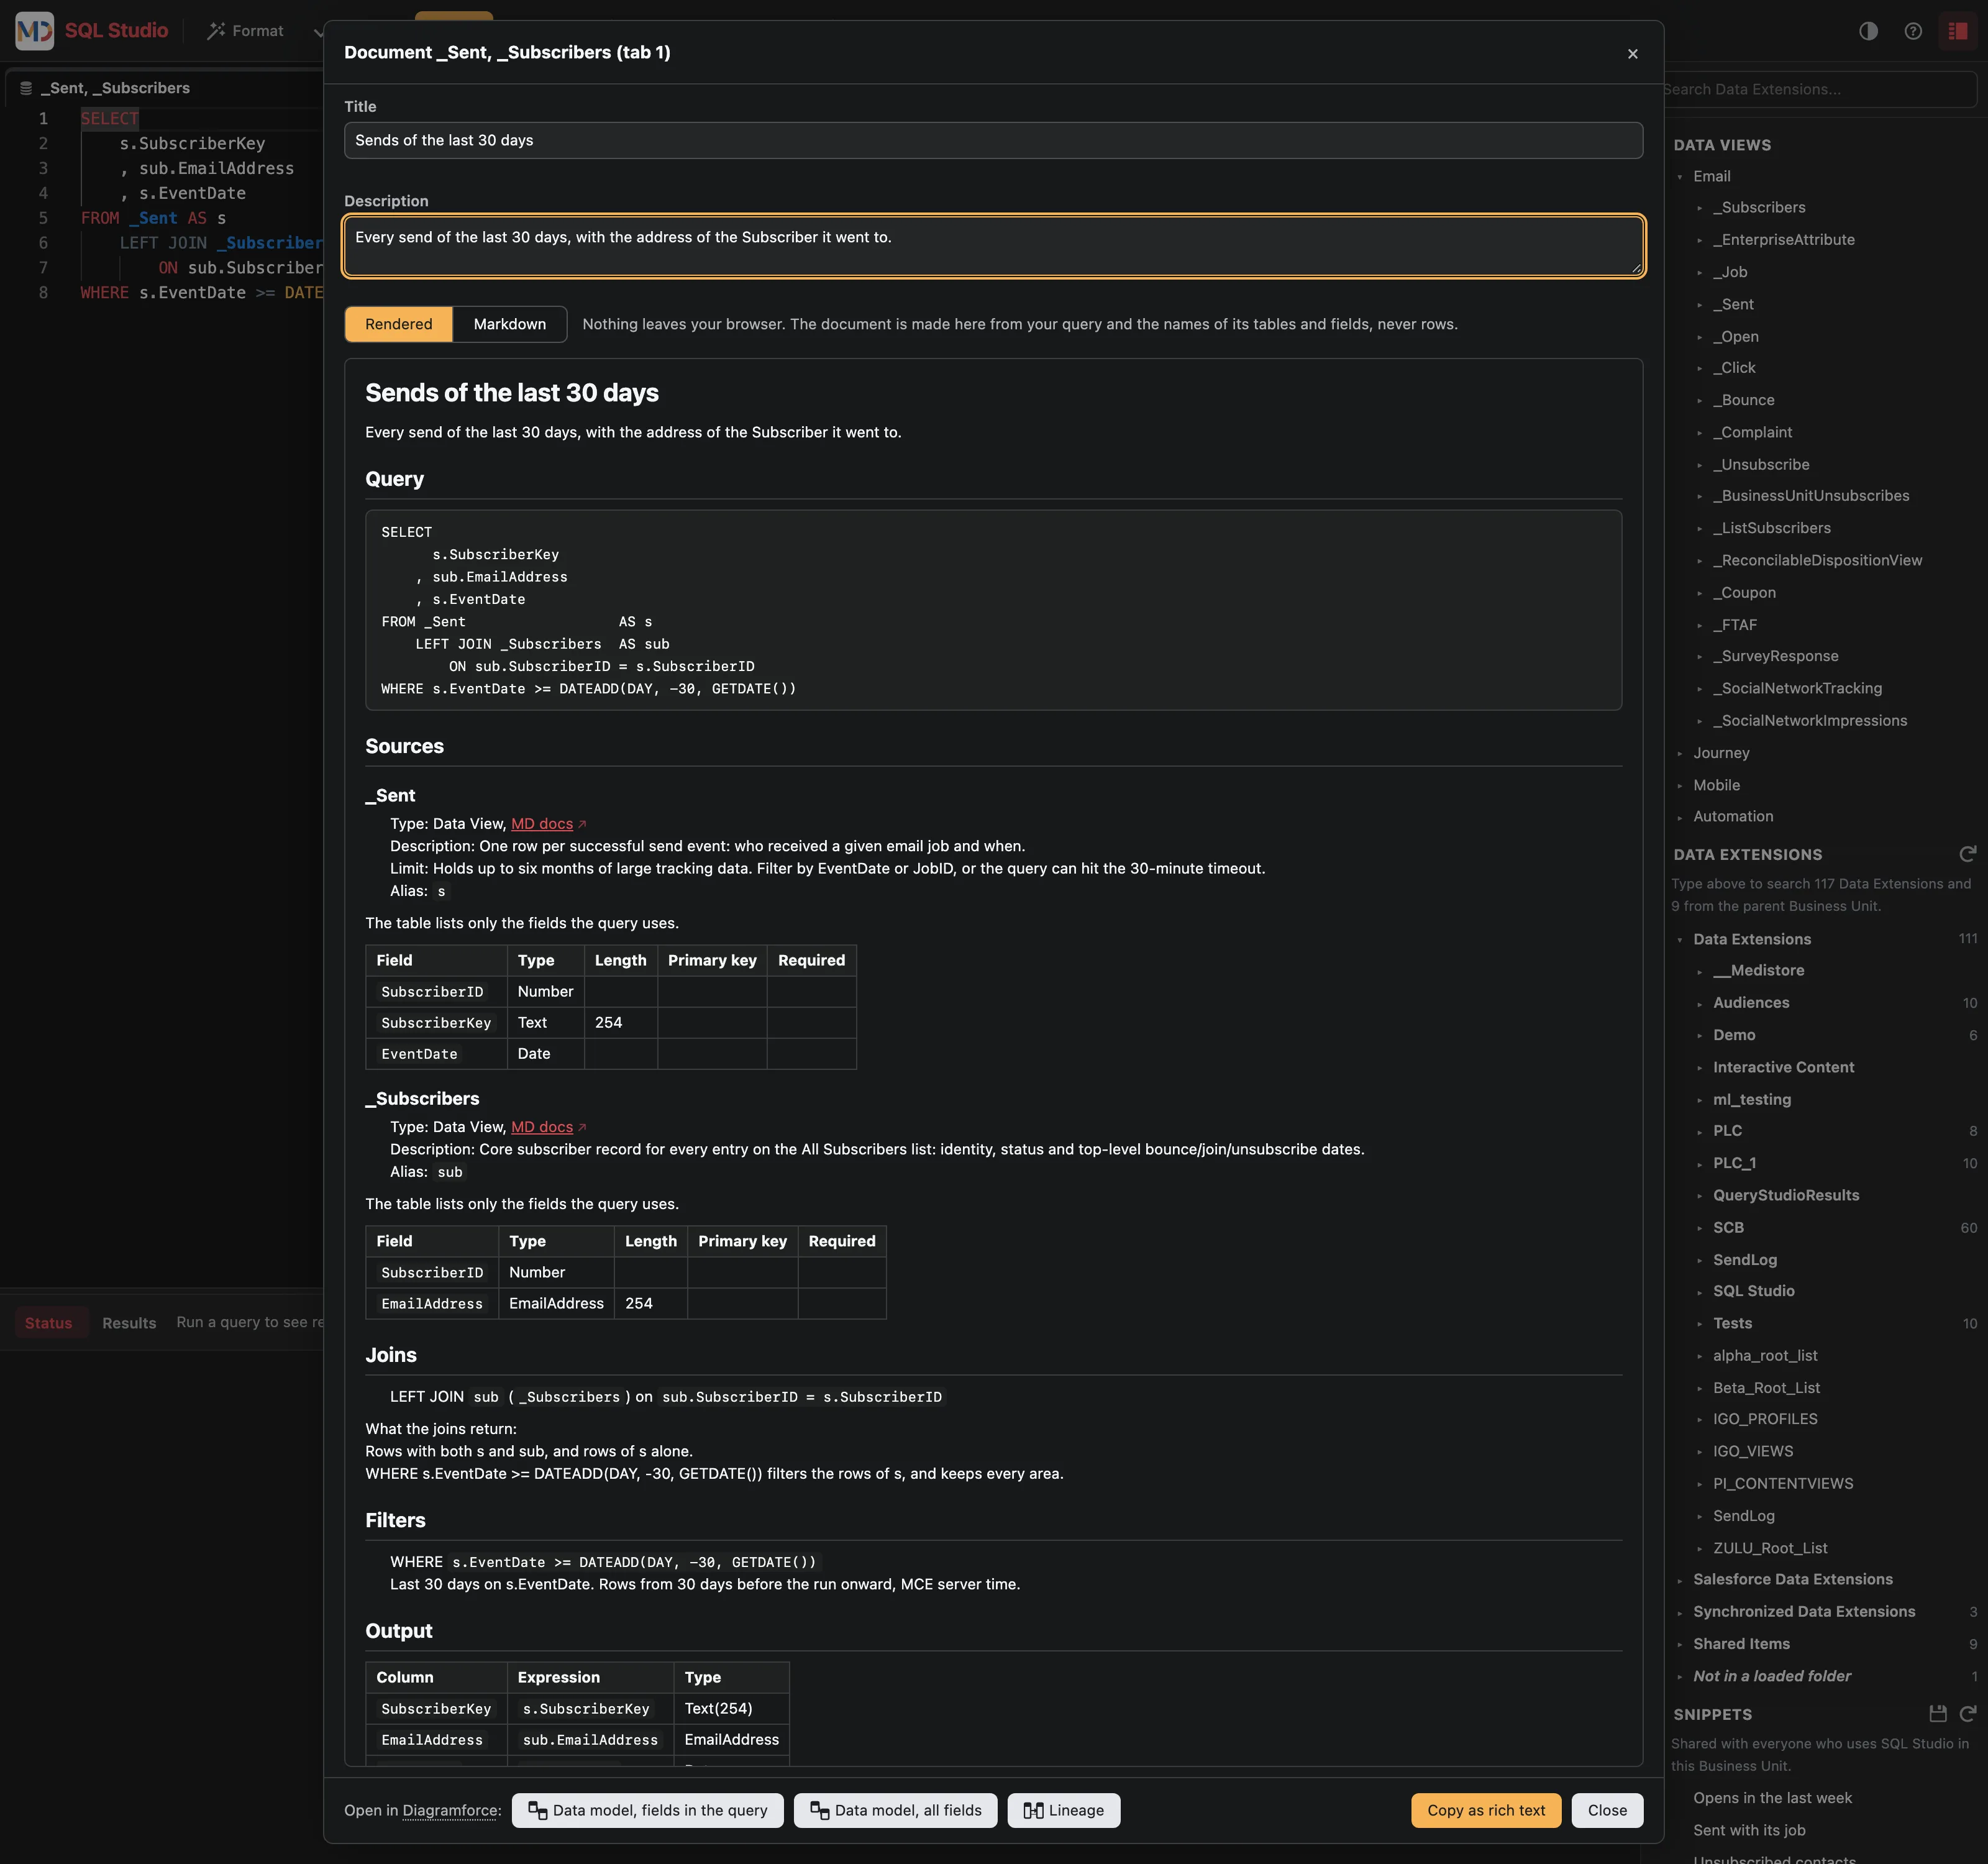 MD SQL Studio
Format
_Sent, _Subscribers
1 SELECT
2 s.SubscriberKey
3 , sub.EmailAddress
4 , s.EventDate
5 FROM _Sent AS s
6 LEFT JOIN _Subscriber
7 ON sub.Subscriber
8 WHERE s.EventDate >= DATE
Status Results Run a query to see re
Document _Sent, _Subscribers (tab 1)
Title
Sends of the last 30 days
Description
Every send of the last 30 days, with the address of the Subscriber it went to.
Rendered Markdown Nothing leaves your browser. The document is made here from your query and the names of its tables and fields, never rows.
Sends of the last 30 days
Every send of the last 30 days, with the address of the Subscriber it went to.
Query
SELECT
s.SubscriberKey
, sub.EmailAddress
, s.EventDate
FROM _Sent AS s
LEFT JOIN _Subscribers AS sub
ON sub.SubscriberID = s.SubscriberID
WHERE s.EventDate >= DATEADD(DAY, -30, GETDATE())
Sources
_Sent
Type: Data View, MD docs ↗
Description: One row per successful send event: who received a given email job and when.
Limit: Holds up to six months of large tracking data. Filter by EventDate or JobID, or the query can hit the 30-minute timeout.
Alias: s
The table lists only the fields the query uses.
Field Type Length Primary key Required
SubscriberID Number
SubscriberKey Text 254
EventDate Date
_Subscribers
Type: Data View, MD docs ↗
Description: Core subscriber record for every entry on the All Subscribers list: identity, status and top-level bounce/join/unsubscribe dates.
Alias: sub
The table lists only the fields the query uses.
Field Type Length Primary key Required
SubscriberID Number
EmailAddress EmailAddress 254
Joins
LEFT JOIN sub ( _Subscribers ) on sub.SubscriberID = s.SubscriberID
What the joins return:
Rows with both s and sub, and rows of s alone.
WHERE s.EventDate >= DATEADD(DAY, -30, GETDATE()) filters the rows of s, and keeps every area.
Filters
WHERE s.EventDate >= DATEADD(DAY, -30, GETDATE())
Last 30 days on s.EventDate. Rows from 30 days before the run onward, MCE server time.
Output
Column Expression Type
SubscriberKey s.SubscriberKey Text(254)
EmailAddress sub.EmailAddress EmailAddress
Open in Diagramforce: Data model, fields in the query Data model, all fields Lineage Copy as rich text Close
Search Data Extensions...
DATA VIEWS
Email
_Subscribers
_EnterpriseAttribute
_Job
_Sent
_Open
_Click
_Bounce
_Complaint
_Unsubscribe
_BusinessUnitUnsubscribes
_ListSubscribers
_ReconcilableDispositionView
_Coupon
_FTAF
_SurveyResponse
_SocialNetworkTracking
_SocialNetworkImpressions
Journey
Mobile
Automation
DATA EXTENSIONS
Type above to search 117 Data Extensions and
9 from the parent Business Unit.
Data Extensions 111
__Medistore
Audiences 10
Demo 6
Interactive Content
ml_testing
PLC 8
PLC_1 10
QueryStudioResults
SCB 60
SendLog
SQL Studio
Tests 10
alpha_root_list
Beta_Root_List
IGO_PROFILES
IGO_VIEWS
PI_CONTENTVIEWS
SendLog
ZULU_Root_List
Salesforce Data Extensions
Synchronized Data Extensions 3
Shared Items 9
Not in a loaded folder 1
SNIPPETS
Shared with everyone who uses SQL Studio in
this Business Unit.
Opens in the last week
Sent with its job
Unsubscribed contacts